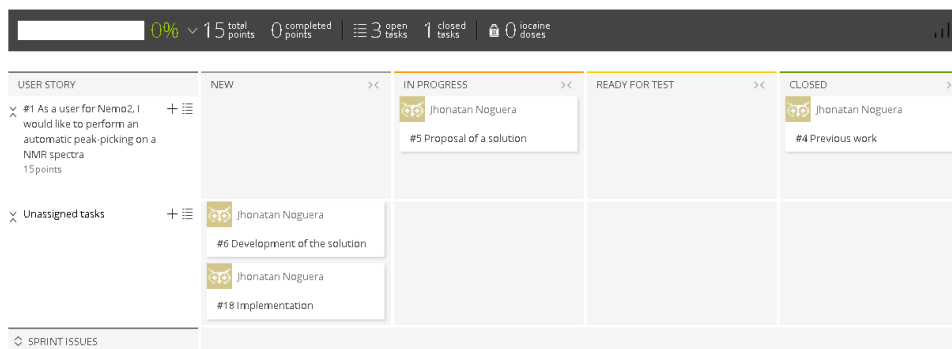 0% 15 total points 0 completed points 3 open tasks 1 closed tasks 0 iocaine doses
USER STORY NEW IN PROGRESS READY FOR TEST CLOSED
#1 As a user for Nemo2, I
would like to perform an
automatic peak-picking on a
NMR spectra
15points
Jhonatan Noguera
#5 Proposal of a solution
Jhonatan Noguera
#4 Previous work
Unassigned tasks
Jhonatan Noguera
#6 Development of the solution
Jhonatan Noguera
#18 Implementation
SPRINT ISSUES